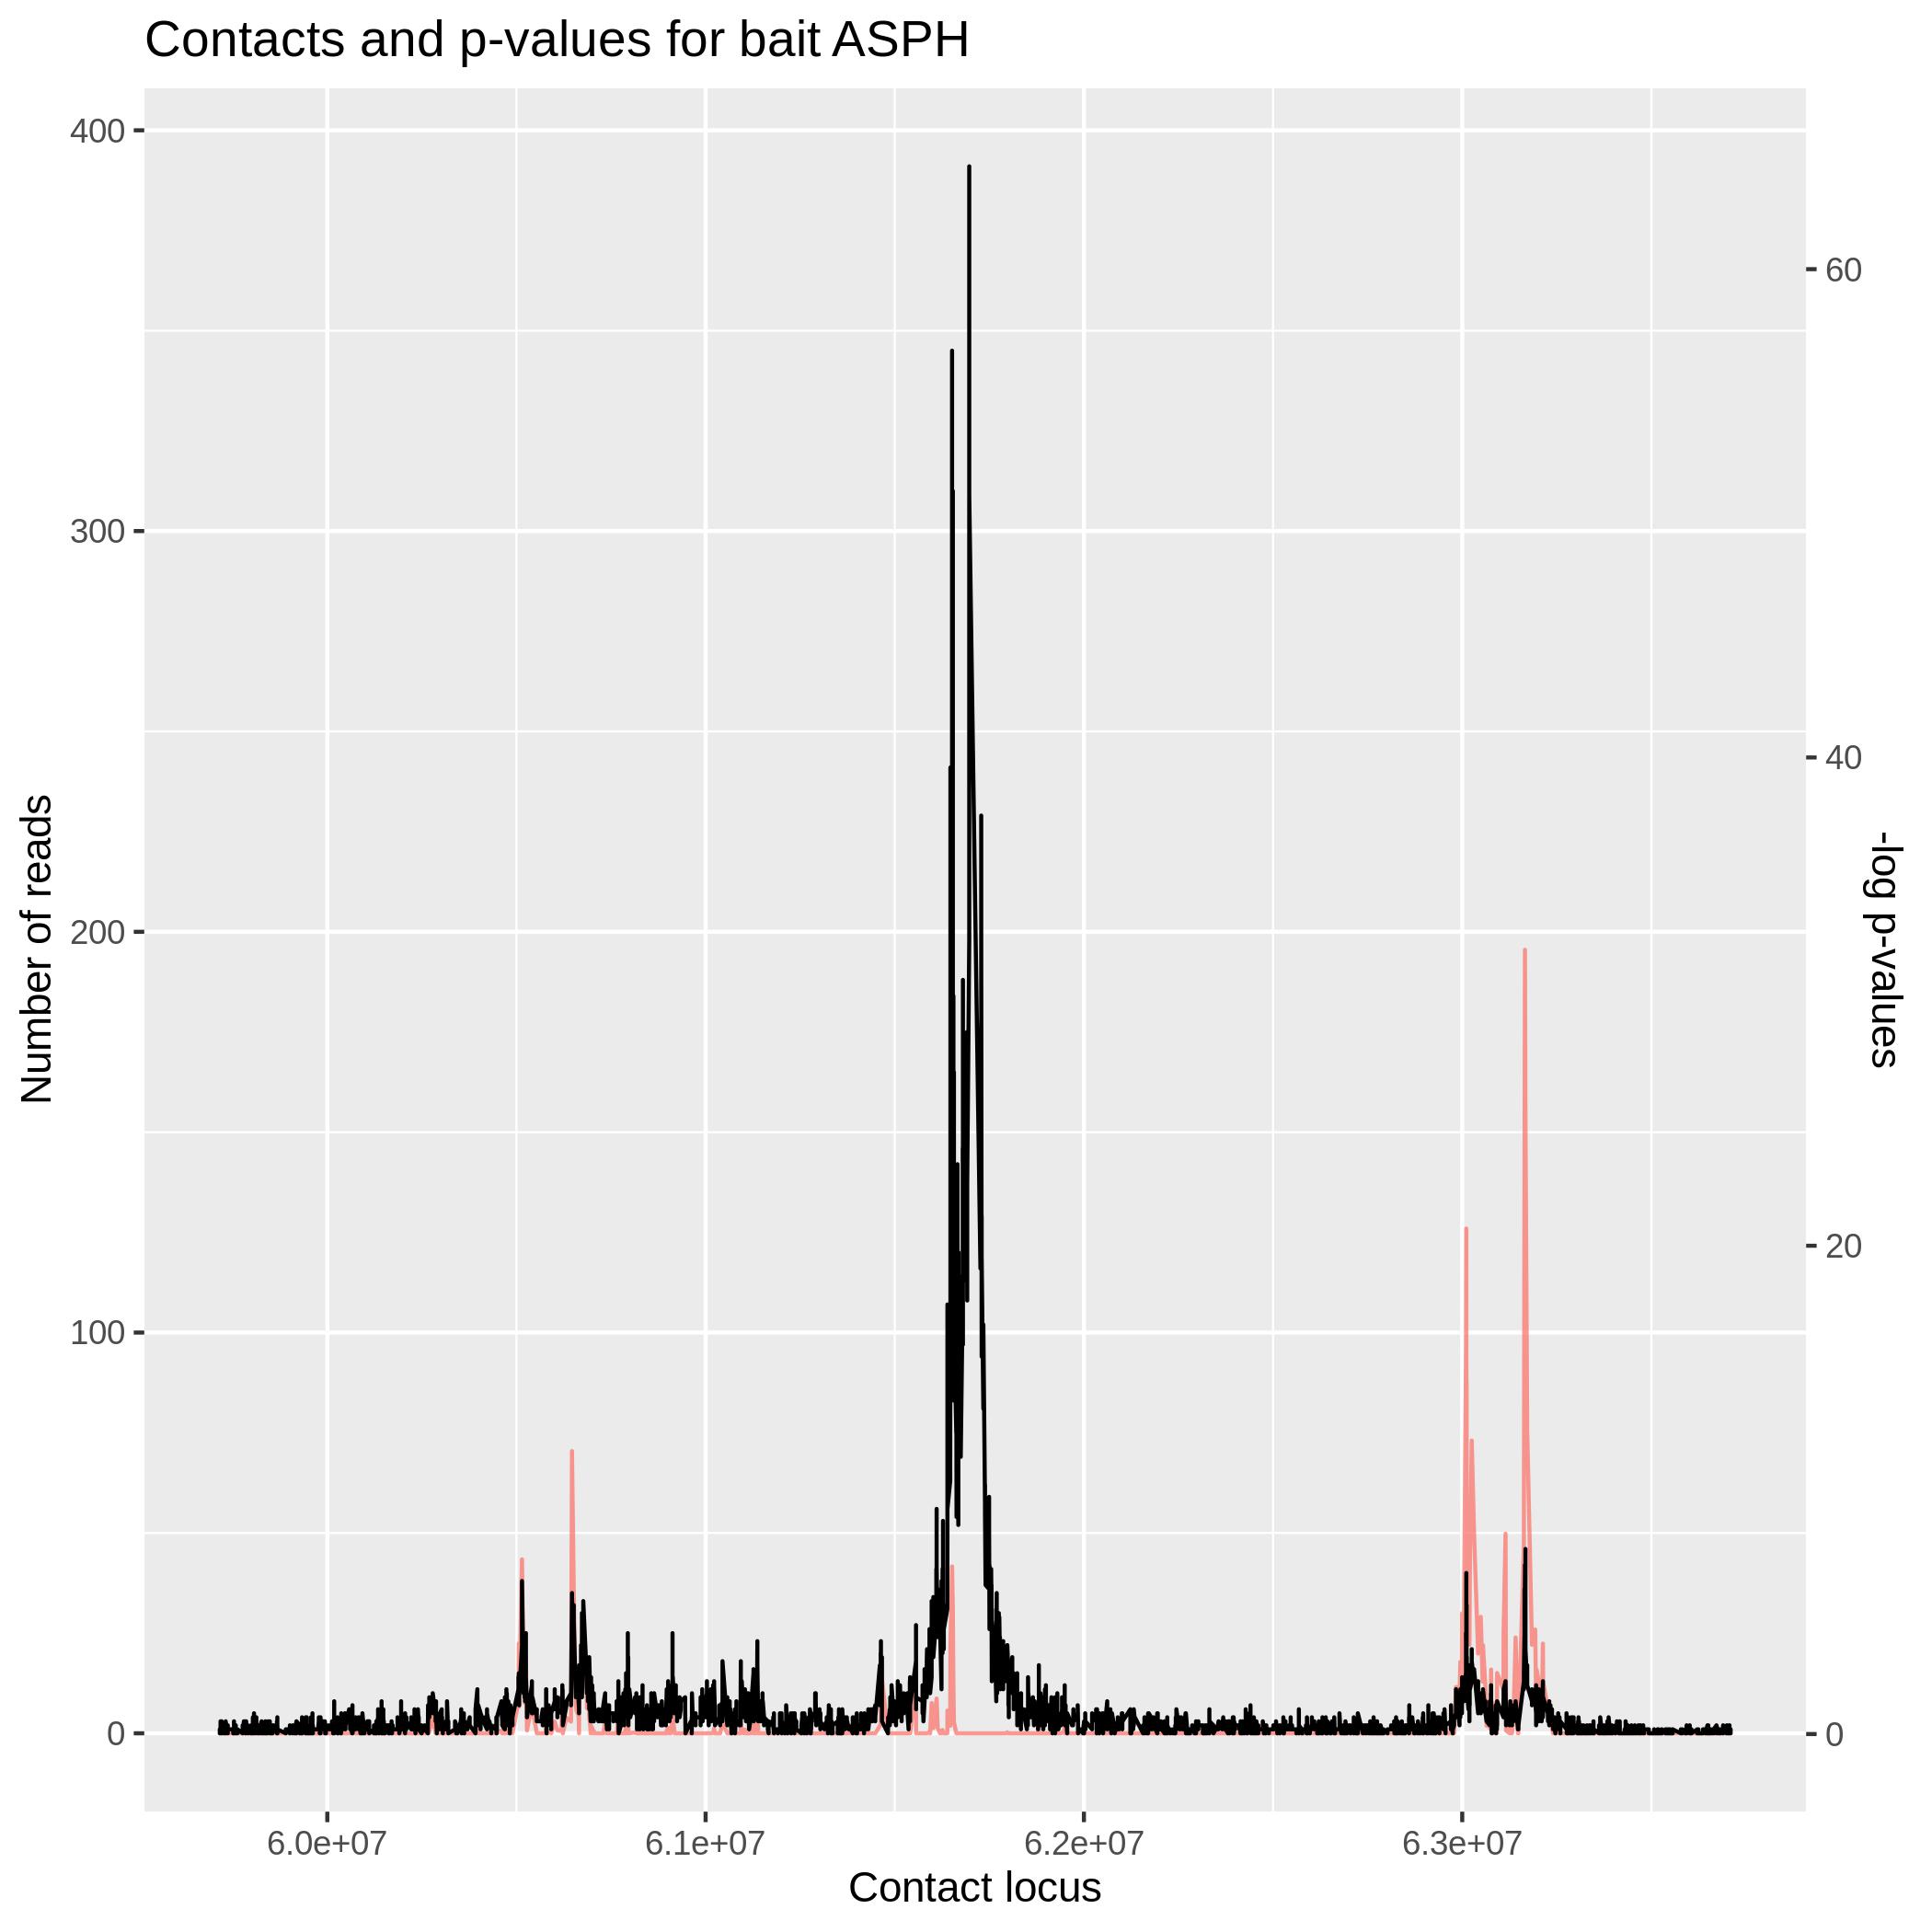 Contacts and p-values for bait ASPH
400
300
200
100
0
Number of reads
60
40
20
0
-log p-values
6.0e+07
6.1e+07
6.2e+07
6.3e+07
Contact locus